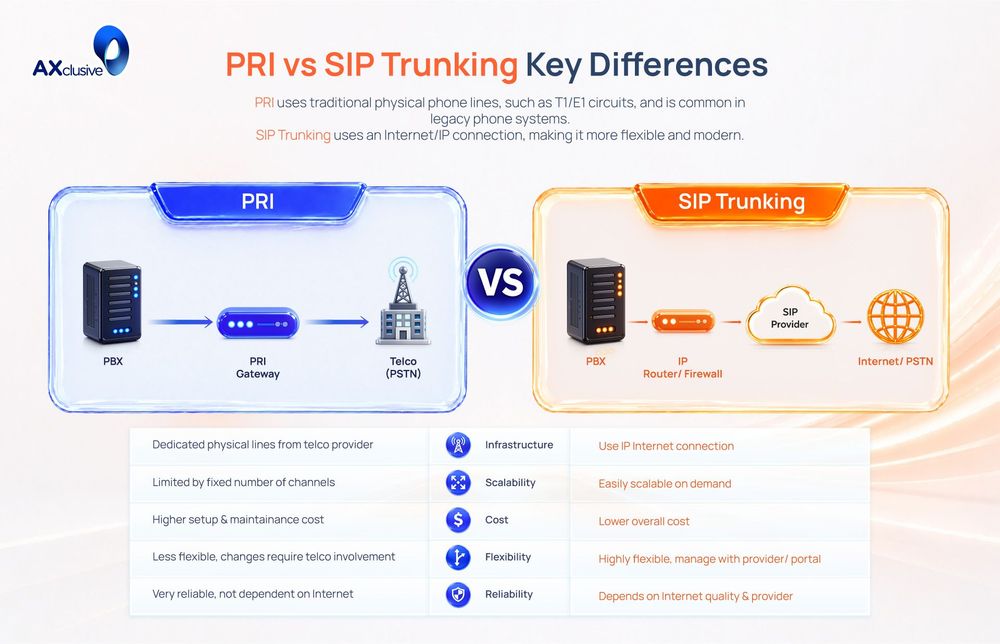 AXclusive
PRI vs SIP Trunking Key Differences
PRI uses traditional physical phone lines, such as T1/E1 circuits, and is common in
legacy phone systems.
SIP Trunking uses an Internet/IP connection, making it more flexible and modern.
PRI
PBX
PRI
Gateway
Telco
(PSTN)
VS
SIP Trunking
PBX
IP
Router/ Firewall
SIP
Provider
Internet/ PSTN
Dedicated physical lines from telco provider
Infrastructure
Use IP Internet connection
Limited by fixed number of channels
Scalability
Easily scalable on demand
Higher setup & maintainance cost
$
Cost
Lower overall cost
Less flexible, changes require telco involvement
Flexibility
Highly flexible, manage with provider/ portal
Very reliable, not dependent on Internet
Reliability
Depends on Internet quality & provider